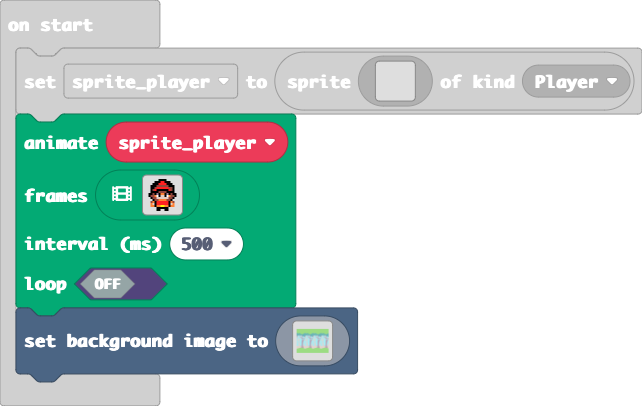 on start
set sprite_player to sprite of kind Player
animate sprite_player
frames
interval (ms) 500
loop OFF
set background image to